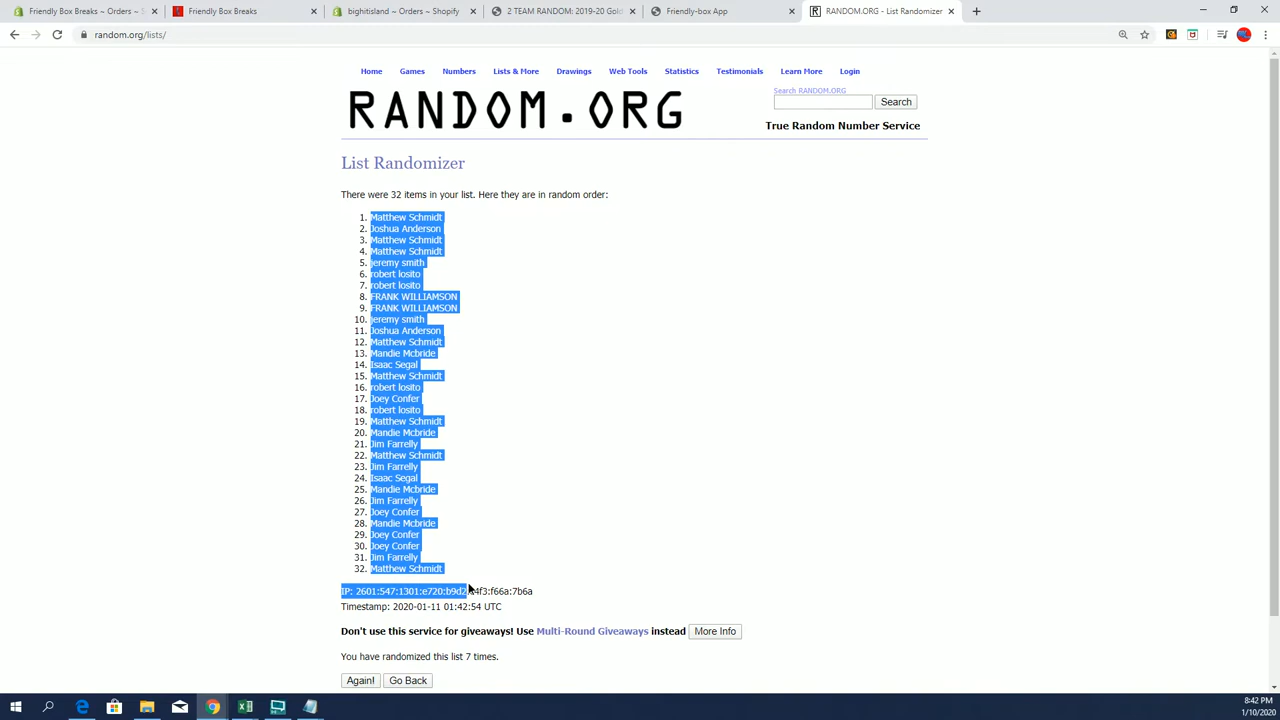 Friendly Box Breaks ~ Orders ~ S
Friendly Box Breaks
bighitisland ~ Orders ~ Shopify
2 TEAM RANDOM: 2019-20 Gold
Friendly-box App
RANDOM.ORG - List Randomizer
random.org/lists/
Home Games Numbers Lists & More Drawings Web Tools Statistics Testimonials Learn More Login
RANDOM.ORG
Search RANDOM.ORG
Search
True Random Number Service
List Randomizer
There were 32 items in your list. Here they are in random order:
1. Matthew Schmidt
2. Joshua Anderson
3. Matthew Schmidt
4. Matthew Schmidt
5. jeremy smith
6. robert losito
7. robert losito
8. FRANK WILLIAMSON
9. FRANK WILLIAMSON
10. jeremy smith
11. Joshua Anderson
12. Matthew Schmidt
13. Mandie Mcbride
14. Isaac Segal
15. Matthew Schmidt
16. robert losito
17. Joey Confer
18. robert losito
19. Matthew Schmidt
20. Mandie Mcbride
21. Jim Farrelly
22. Matthew Schmidt
23. Jim Farrelly
24. Isaac Segal
25. Mandie Mcbride
26. Jim Farrelly
27. Joey Confer
28. Mandie Mcbride
29. Joey Confer
30. Joey Confer
31. Jim Farrelly
32. Matthew Schmidt
IP: 2601:547:1301:e720:b9d2 4f3:f66a:7b6a
Timestamp: 2020-01-11 01:42:54 UTC
Don't use this service for giveaways! Use Multi-Round Giveaways instead More Info
You have randomized this list 7 times.
Again! Go Back
8:42 PM
1/10/2020